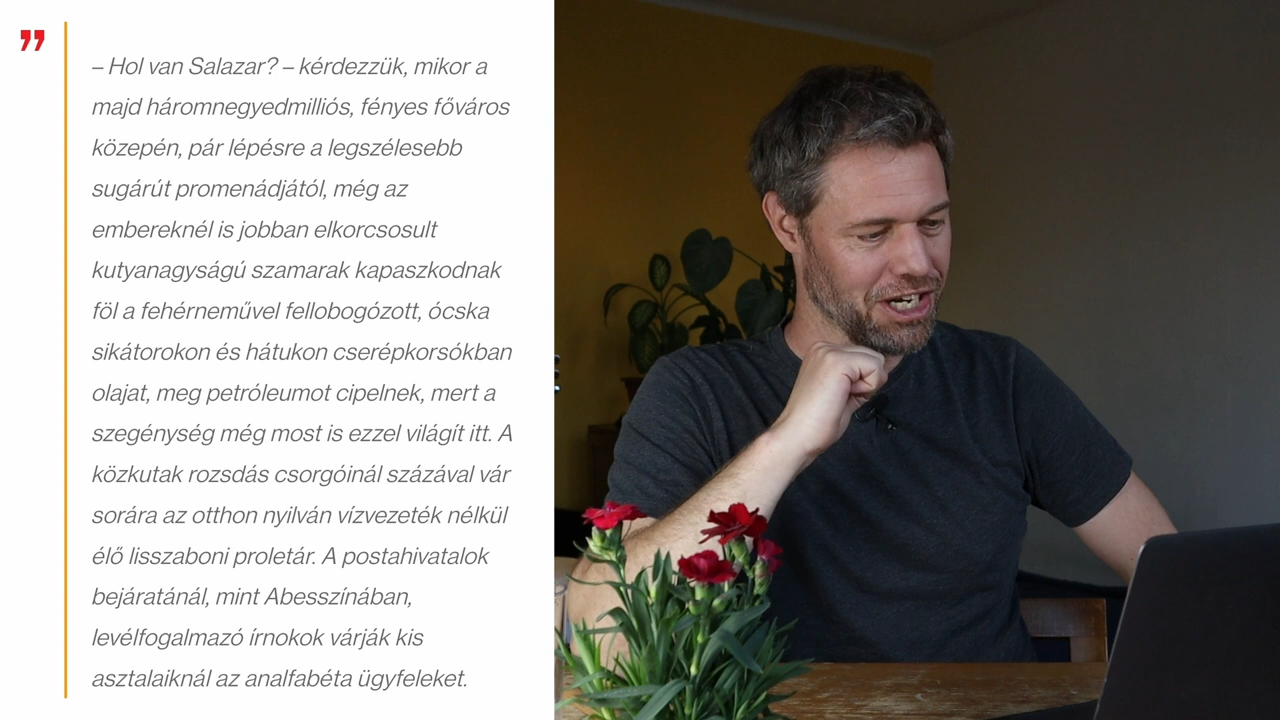 ”
– Hol van Salazar? – kérdezzük, mikor a
majd háromnegyedmilliós, fényes főváros
közepén, pár lépésre a legszélesebb
sugárút promenádjától, még az
embereknél is jobban elkorcsosult
kutyanagyságú szamarak kapaszkodnak
föl a fehérneművel fellobogózott, ócska
sikátorokon és hátukon cserépkorsókban
olajat, meg petróleumot cipelnek, mert a
szegénység még most is ezzel világít itt. A
közkutak rozsdás csorgóinál százával vár
sorára az otthon nyilván vízvezeték nélkül
élő lisszaboni proletár. A postahivatalok
bejáratánál, mint Abesszínában,
levélfogalmazó írnokok várják kis
asztalaiknál az analfabéta ügyfeleket.